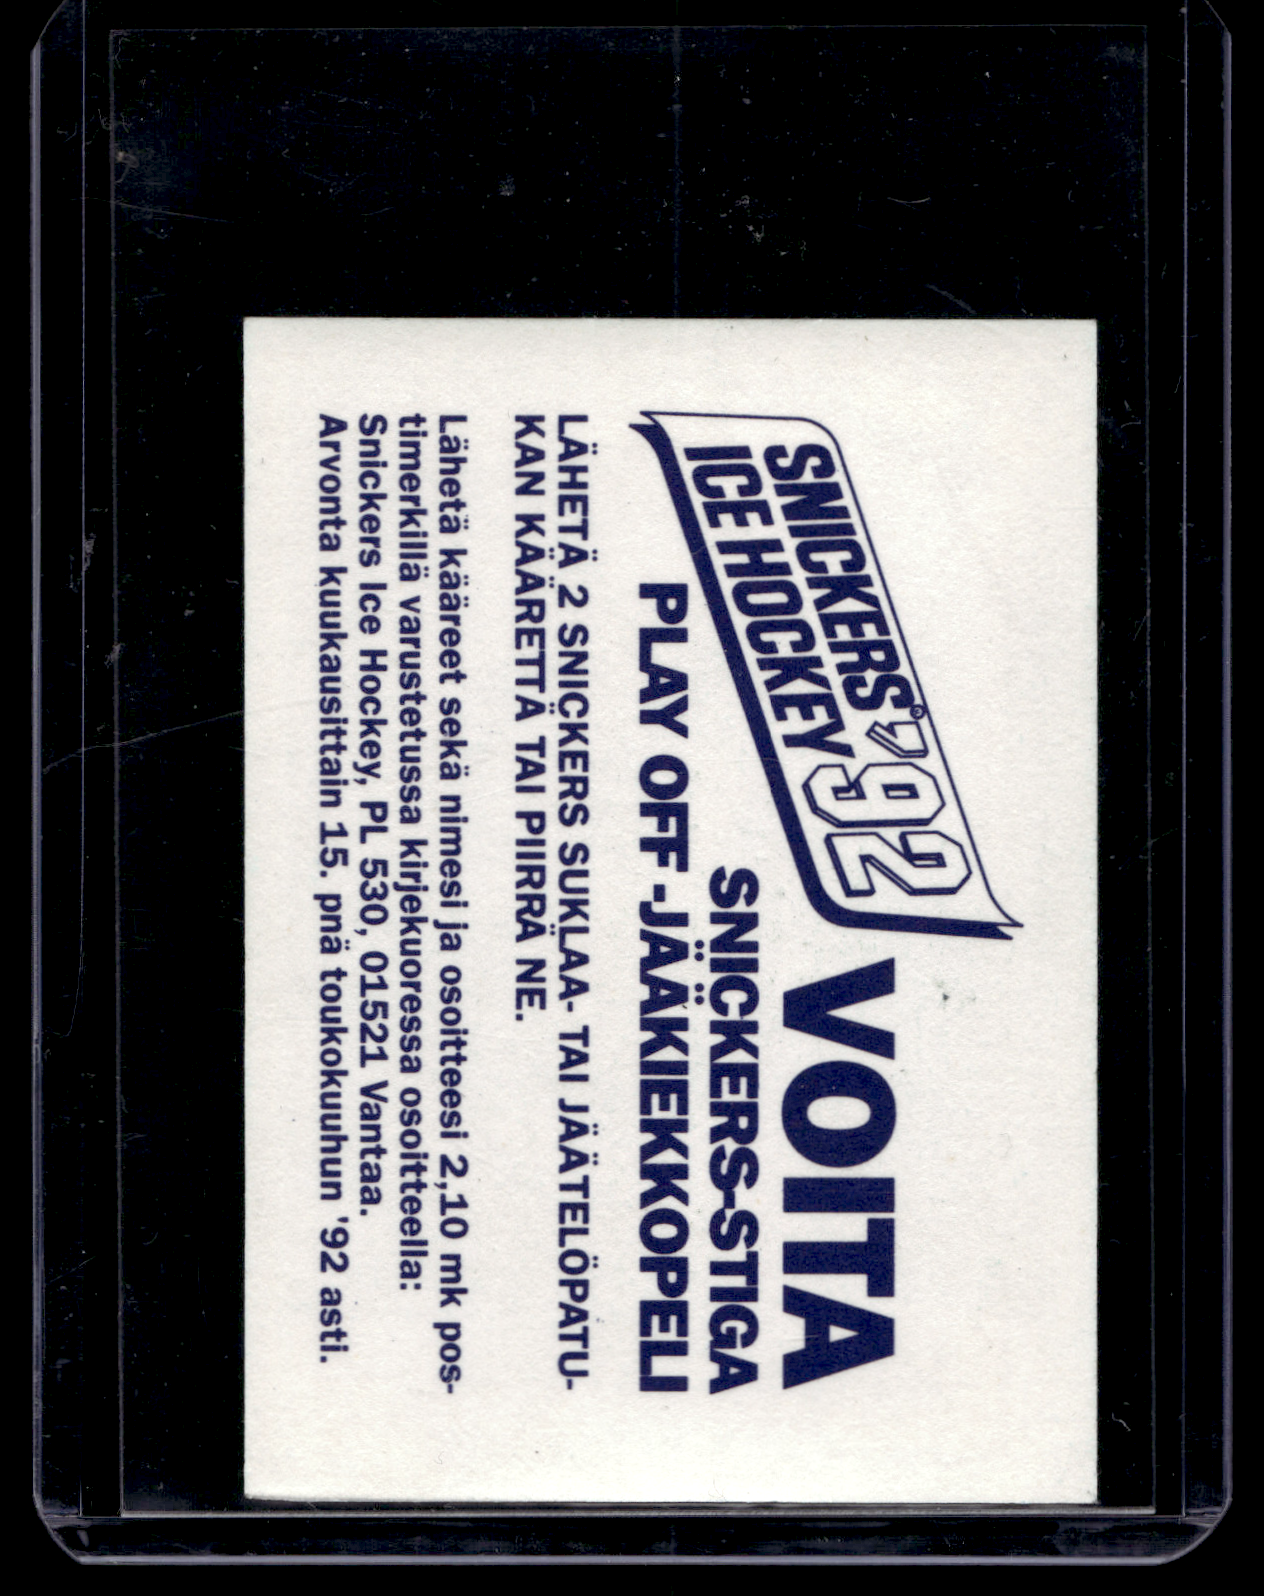 SNICKERS® '92
ICE HOCKEY
VOITA
SNICKERS-STIGA
PLAY OFF -JÄÄKIEKKOPELI
LÄHETÄ 2 SNICKERS SUKLAA- TAI JÄÄTELÖPATU-
KAN KÄÄRETTÄ TAI PIIRRÄ NE.
Lähetä kääreet sekä nimesi ja osoitteesi 2,10 mk pos-
timerkillä varustetussa kirjekuoressa osoitteella:
Snickers Ice Hockey, PL 530, 01521 Vantaa.
Arvonta kuukausittain 15. pnä toukokuuhun '92 asti.